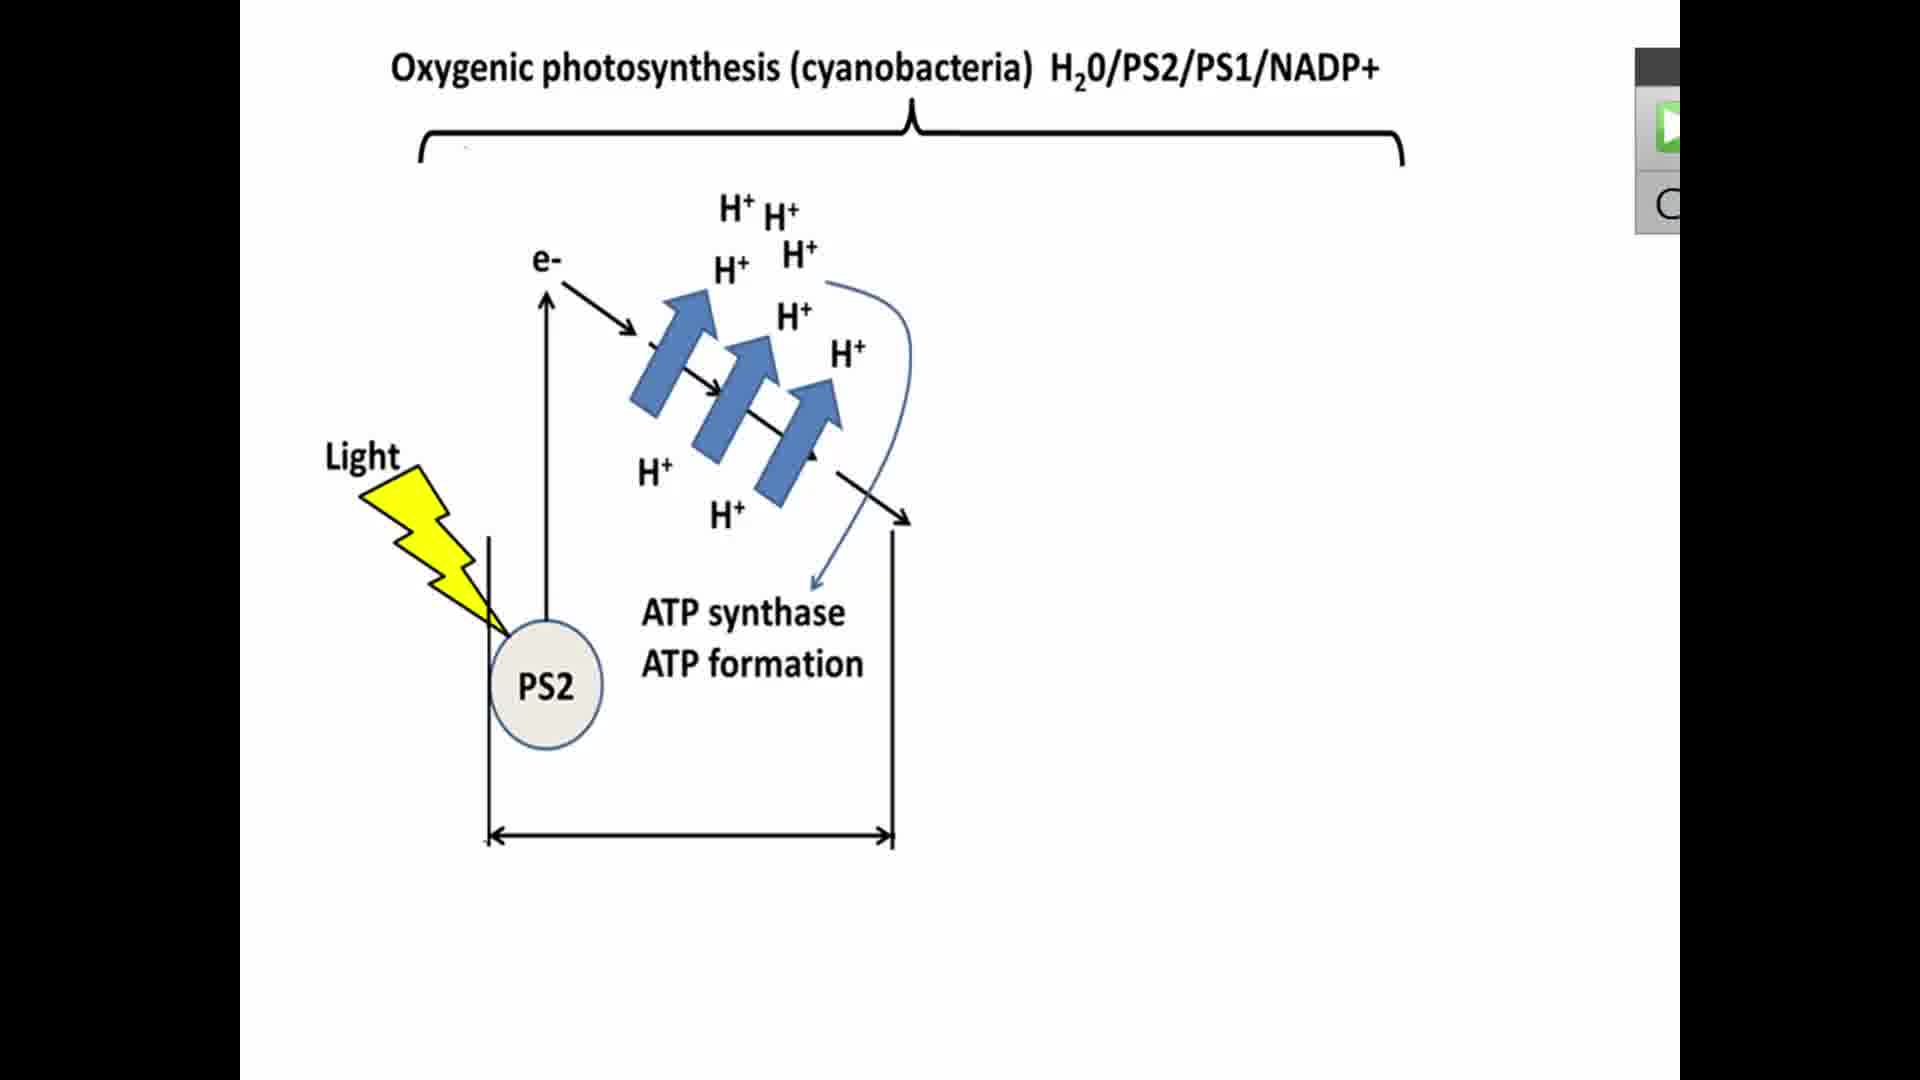 Oxygenic photosynthesis (cyanobacteria) H₂0/PS2/PS1/NADP+
H⁺ H⁺
e-
H⁺ H⁺
H⁺
H⁺
Light
H⁺
H⁺
ATP synthase
ATP formation
PS2